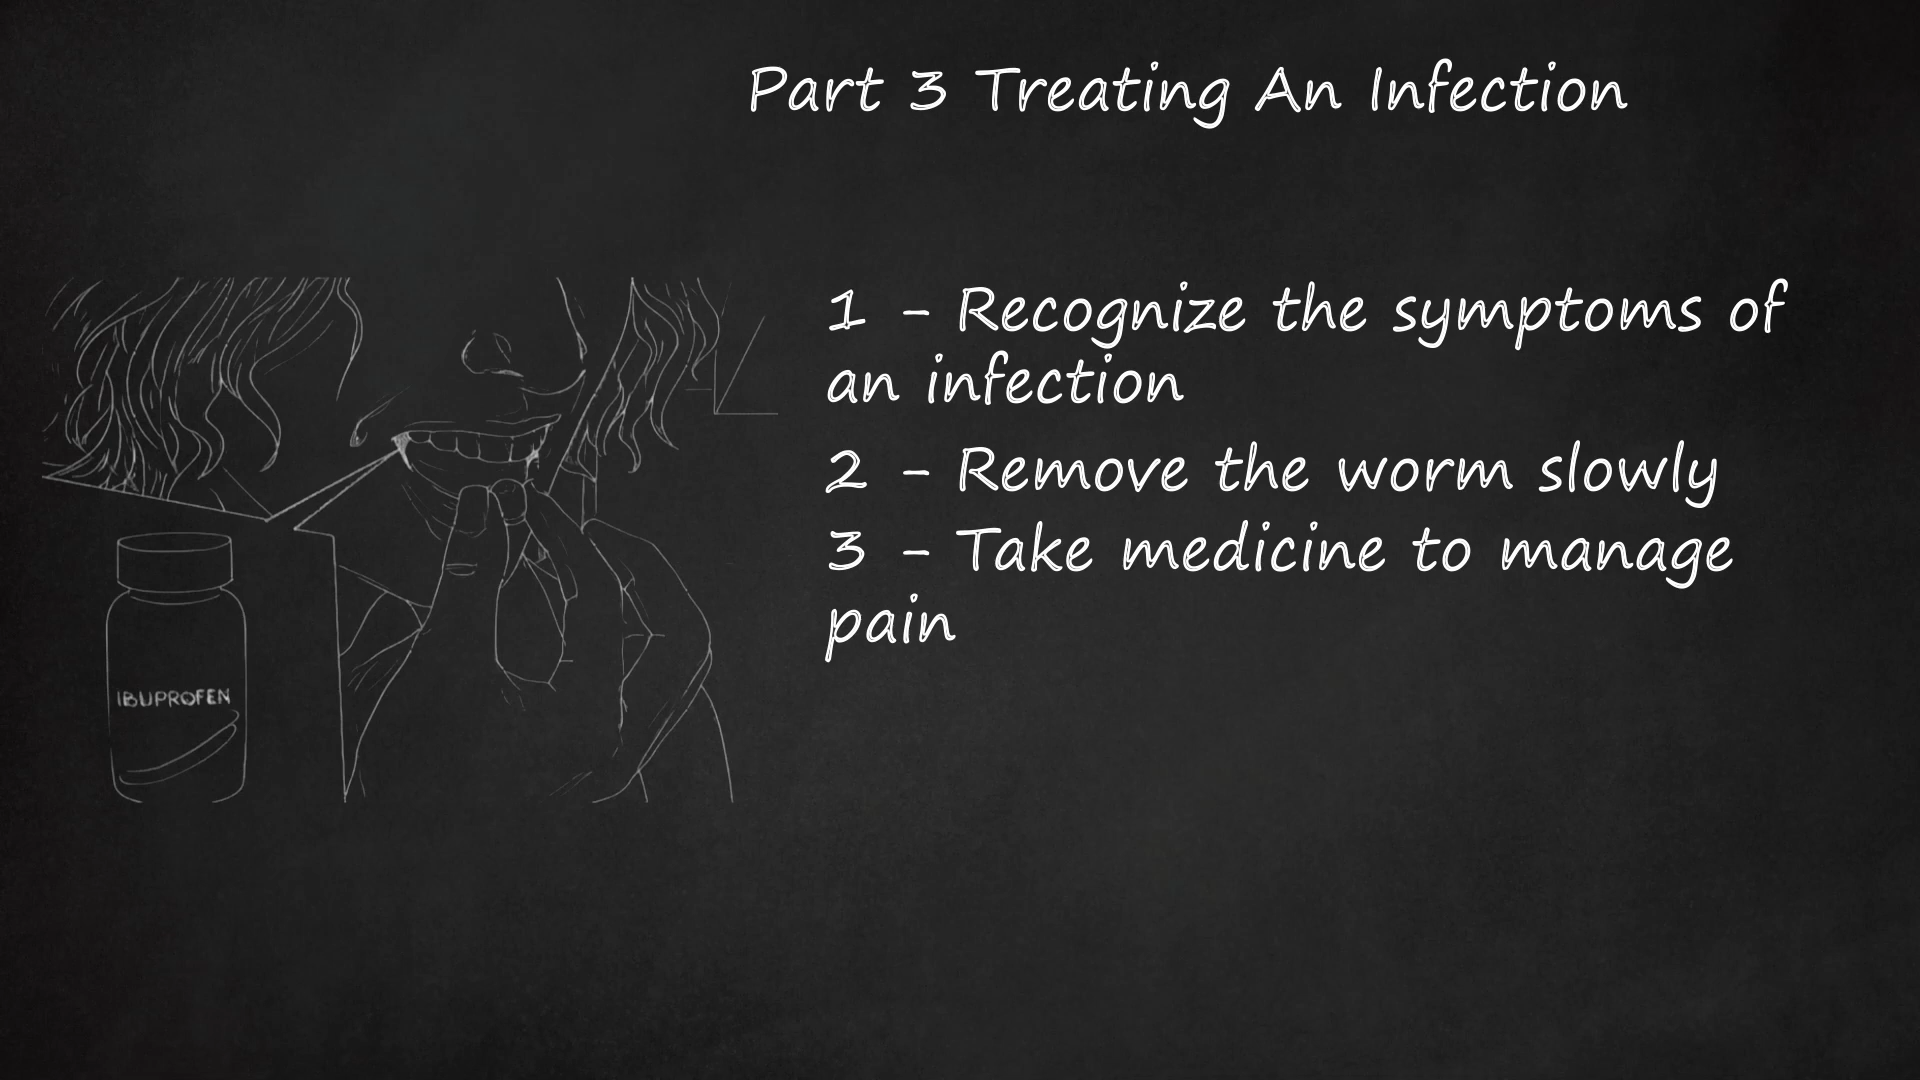 Part 3 Treating An Infection
1 - Recognize the symptoms of
an infection
2 - Remove the worm slowly
3 - Take medicine to manage
pain
IBUPROFEN